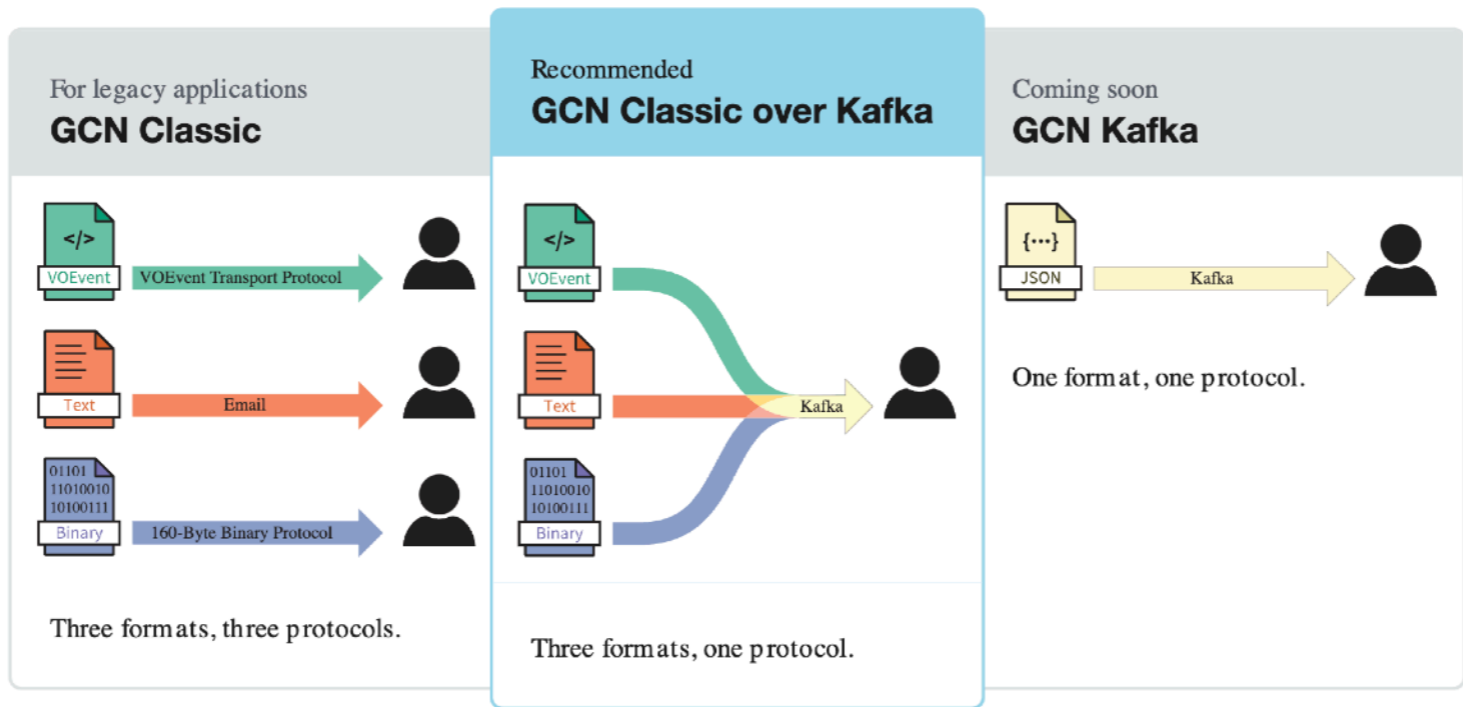 For legacy applications
GCN Classic
</>
VOEvent
VOEvent Transport Protocol
Text
Email
01101
11010010
10100111
Binary
160-Byte Binary Protocol
Three formats, three protocols.
Recommended
GCN Classic over Kafka
</>
VOEvent
Text
Kafka
01101
11010010
10100111
Binary
Three formats, one protocol.
Coming soon
GCN Kafka
{···}
JSON
Kafka
One format, one protocol.